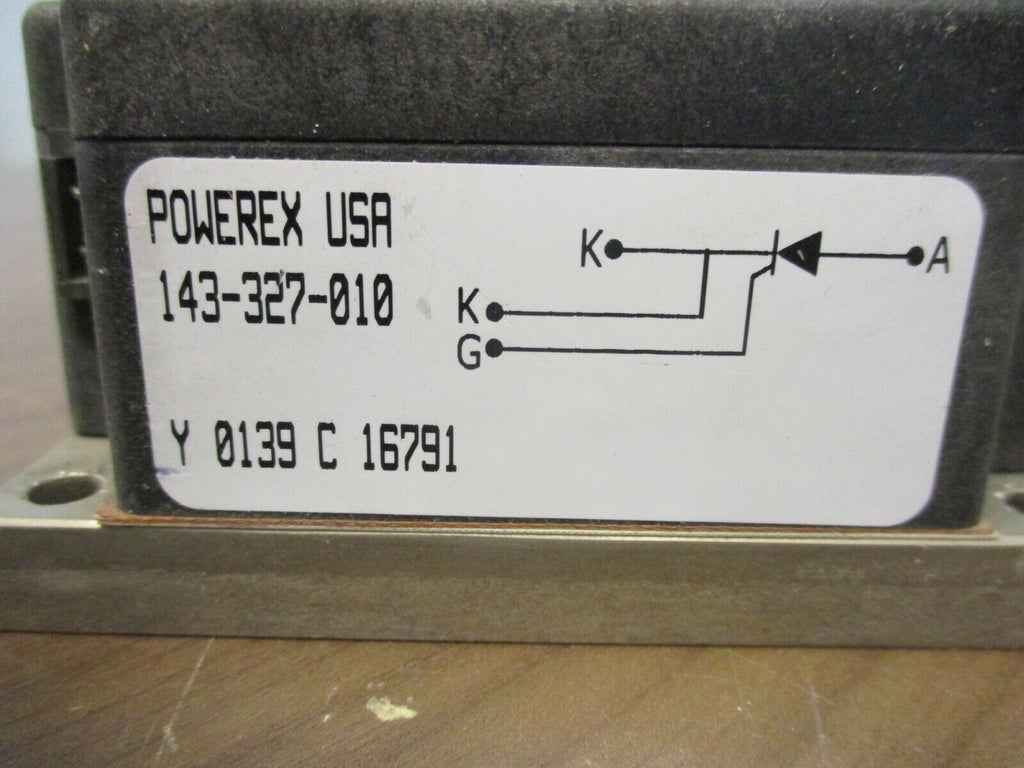 POWEREX USA
143-327-010
K A
K
G
Y 0139 C 16791